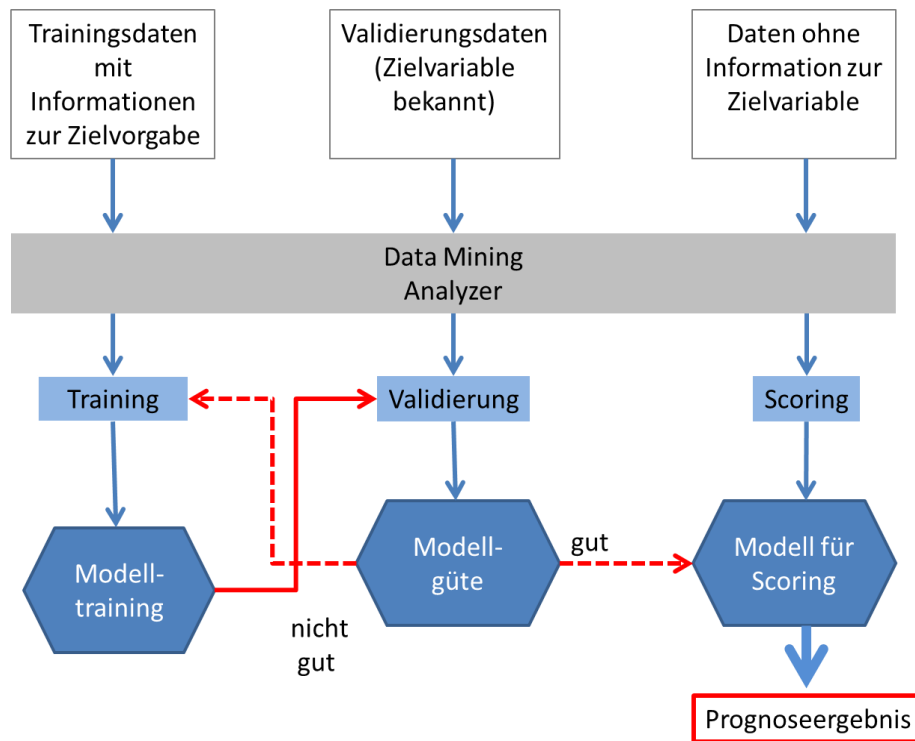 Trainingsdaten
mit
Informationen
zur Zielvorgabe
Validierungsdaten
(Zielvariable
bekannt)
Daten ohne
Information zur
Zielvariable
Data Mining
Analyzer
Training
Validierung
Scoring
Modell-
training
Modell-
güte
gut
Modell für
Scoring
nicht
gut
Prognoseergebnis